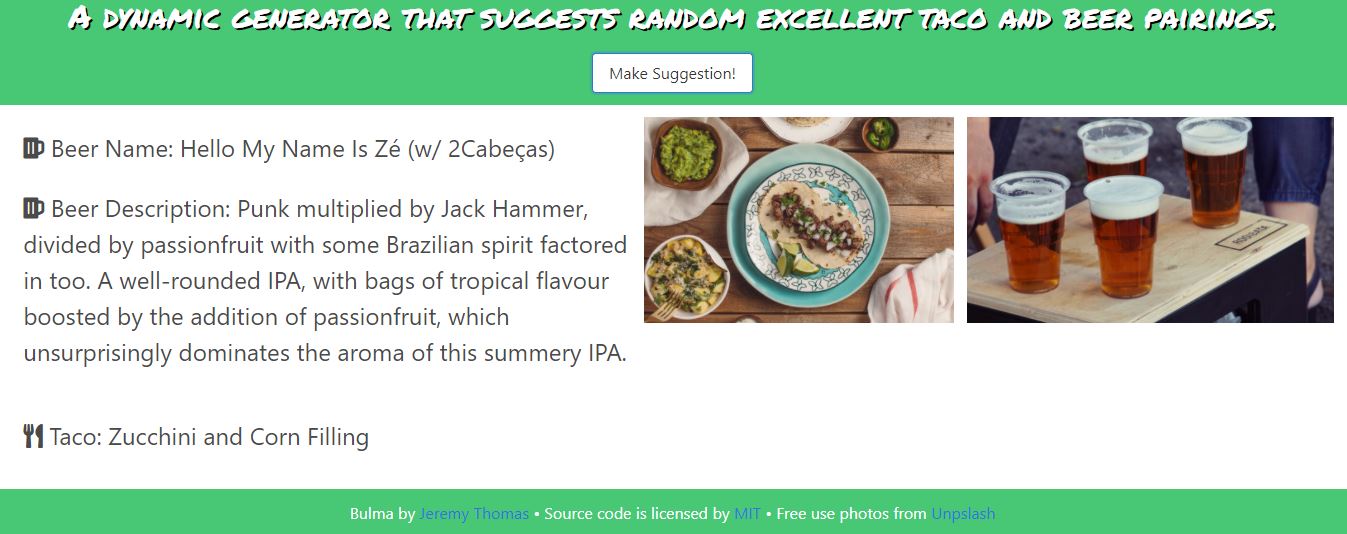 A DYNAMIC GENERATOR THAT SUGGESTS RANDOM EXCELLENT TACO AND BEER PAIRINGS.
Make Suggestion!
Beer Name: Hello My Name Is Zé (w/ 2Cabeças)
Beer Description: Punk multiplied by Jack Hammer,
divided by passionfruit with some Brazilian spirit factored
in too. A well-rounded IPA, with bags of tropical flavour
boosted by the addition of passionfruit, which
unsurprisingly dominates the aroma of this summery IPA.
Taco: Zucchini and Corn Filling
Bulma by Jeremy Thomas • Source code is licensed by MIT • Free use photos from Unpslash